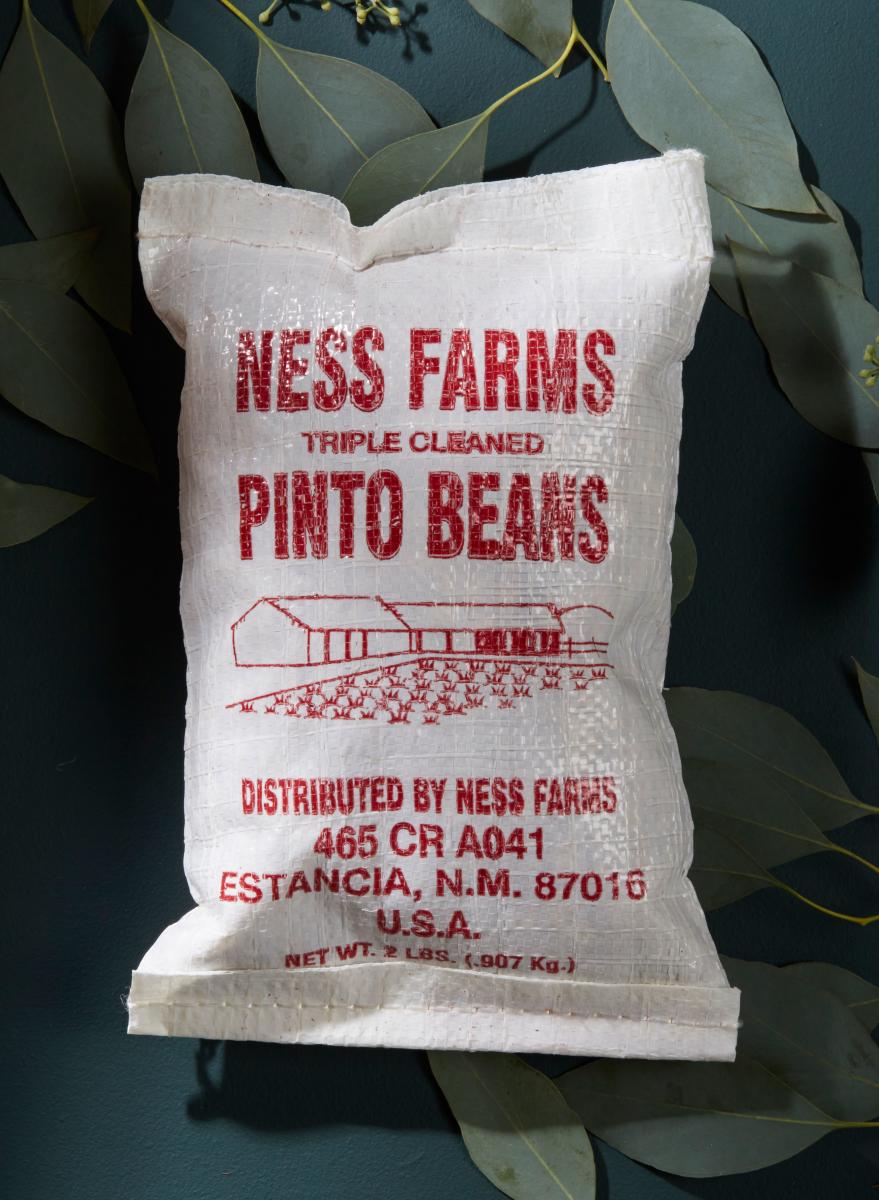 NESS FARMS
TRIPLE CLEANED
PINTO BEANS
DISTRIBUTED BY NESS FARMS
465 CR A041
ESTANCIA, N.M. 87016
U.S.A.
NET WT. 2 LBS. (.907 Kg.)